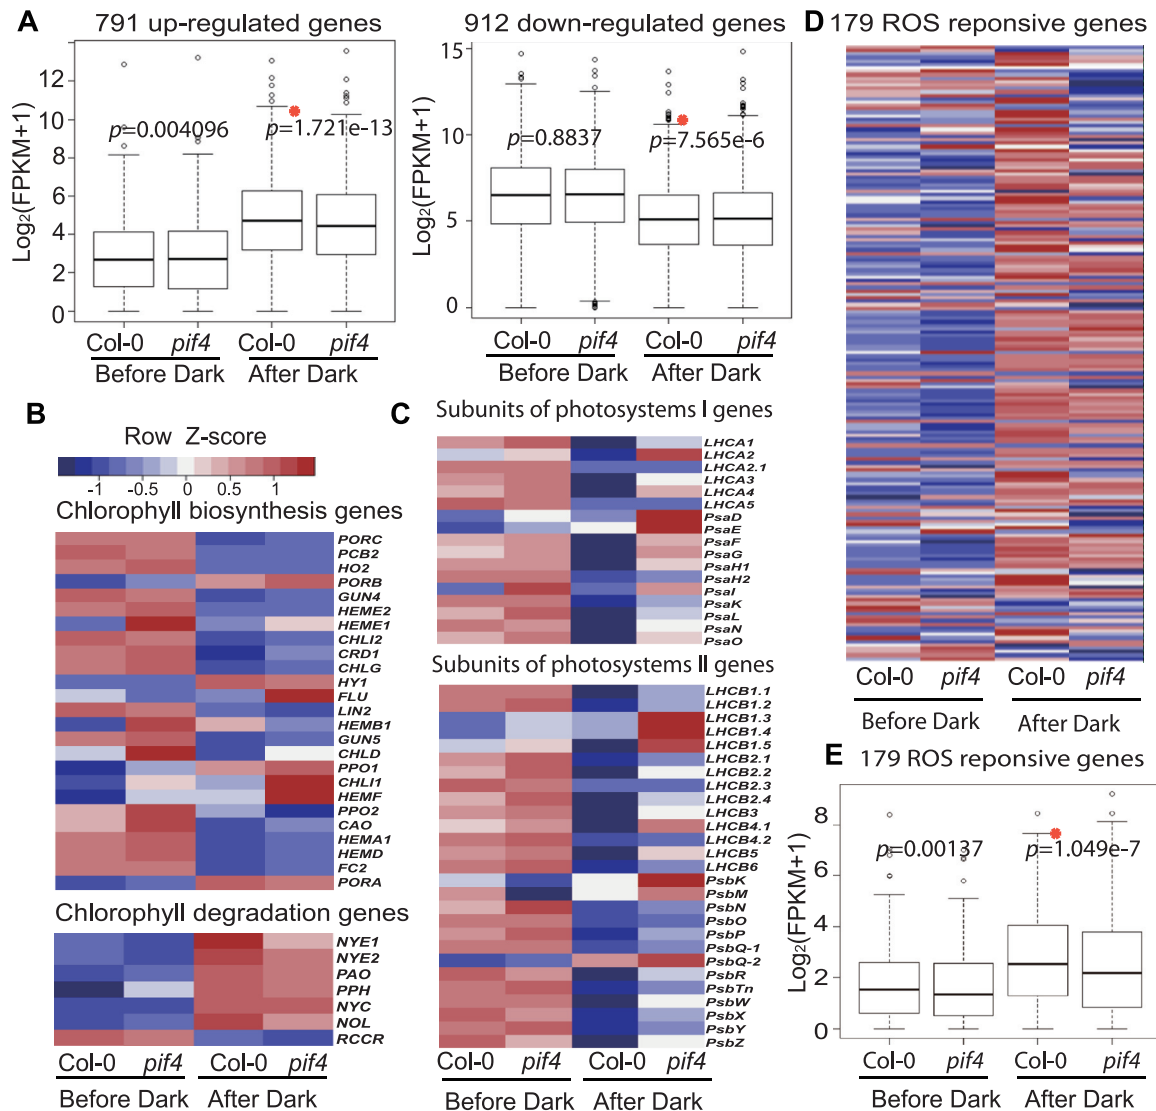 A
791 up-regulated genes
Log2(FPKM+1)
12
10
8
6
4
2
0
p=0.004096
p=1.721e-13
Col-0 pif4 Col-0 pif4
Before Dark After Dark
912 down-regulated genes
Log2(FPKM+1)
15
10
5
0
p=0.8837
p=7.565e-6
Col-0 pif4 Col-0 pif4
Before Dark After Dark
B
Row Z-score
-1 -0.5 0 0.5 1
Chlorophyll biosynthesis genes
PORC
PCB2
HO2
PORB
GUN4
HEME2
HEME1
CHLI2
CRD1
CHLG
HY1
FLU
LIN2
HEMB1
GUN5
CHLD
PPO1
CHLI1
HEMF
PPO2
CAO
HEMA1
HEMD
FC2
PORA
Chlorophyll degradation genes
NYE1
NYE2
PAO
PPH
NYC
NOL
RCCR
Col-0 pif4 Col-0 pif4
Before Dark After Dark
C
Subunits of photosystems I genes
LHCA1
LHCA2
LHCA2.1
LHCA3
LHCA4
LHCA5
PsaD
PsaE
PsaF
PsaG
PsaH1
PsaH2
PsaI
PsaK
PsaL
PsaN
PsaO
Subunits of photosystems II genes
LHCB1.1
LHCB1.2
LHCB1.3
LHCB1.4
LHCB1.5
LHCB2.1
LHCB2.2
LHCB2.3
LHCB2.4
LHCB3
LHCB4.1
LHCB4.2
LHCB5
LHCB6
PsbK
PsbM
PsbN
PsbO
PsbP
PsbQ-1
PsbQ-2
PsbR
PsbTn
PsbW
PsbX
PsbY
PsbZ
Col-0 pif4 Col-0 pif4
Before Dark After Dark
D
179 ROS reponsive genes
Col-0 pif4 Col-0 pif4
Before Dark After Dark
E
179 ROS reponsive genes
Log2(FPKM+1)
8
6
4
2
0
p=0.00137
p=1.049e-7
Col-0 pif4 Col-0 pif4
Before Dark After Dark